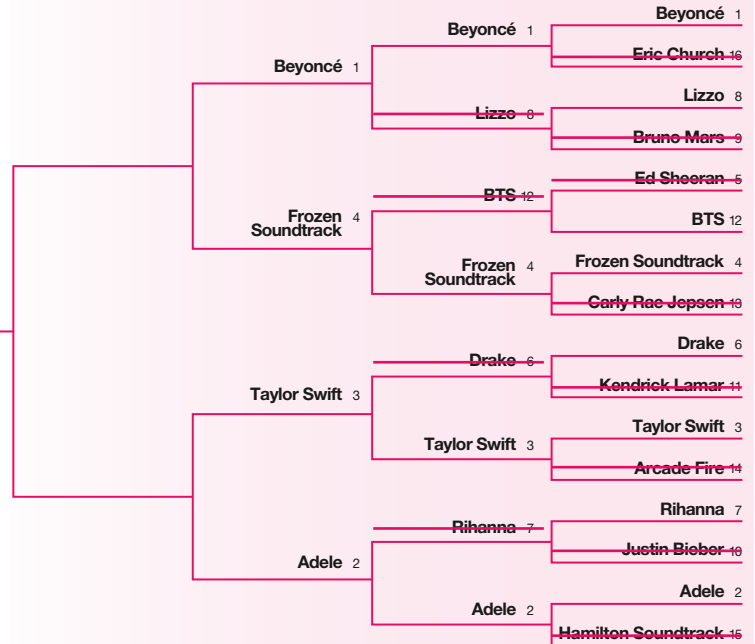 Beyoncé 1
Beyoncé 1
Eric Church 16
Beyoncé 1
Lizzo 8
Lizzo 8
Bruno Mars 9
Ed Sheeran 5
BTS 12
BTS 12
Frozen 4
Soundtrack
Frozen Soundtrack 4
Frozen 4
Soundtrack
Carly Rae Jepsen 13
Drake 6
Drake 6
Kendrick Lamar 11
Taylor Swift 3
Taylor Swift 3
Taylor Swift 3
Arcade Fire 14
Rihanna 7
Rihanna 7
Justin Bieber 10
Adele 2
Adele 2
Adele 2
Hamilton Soundtrack 15